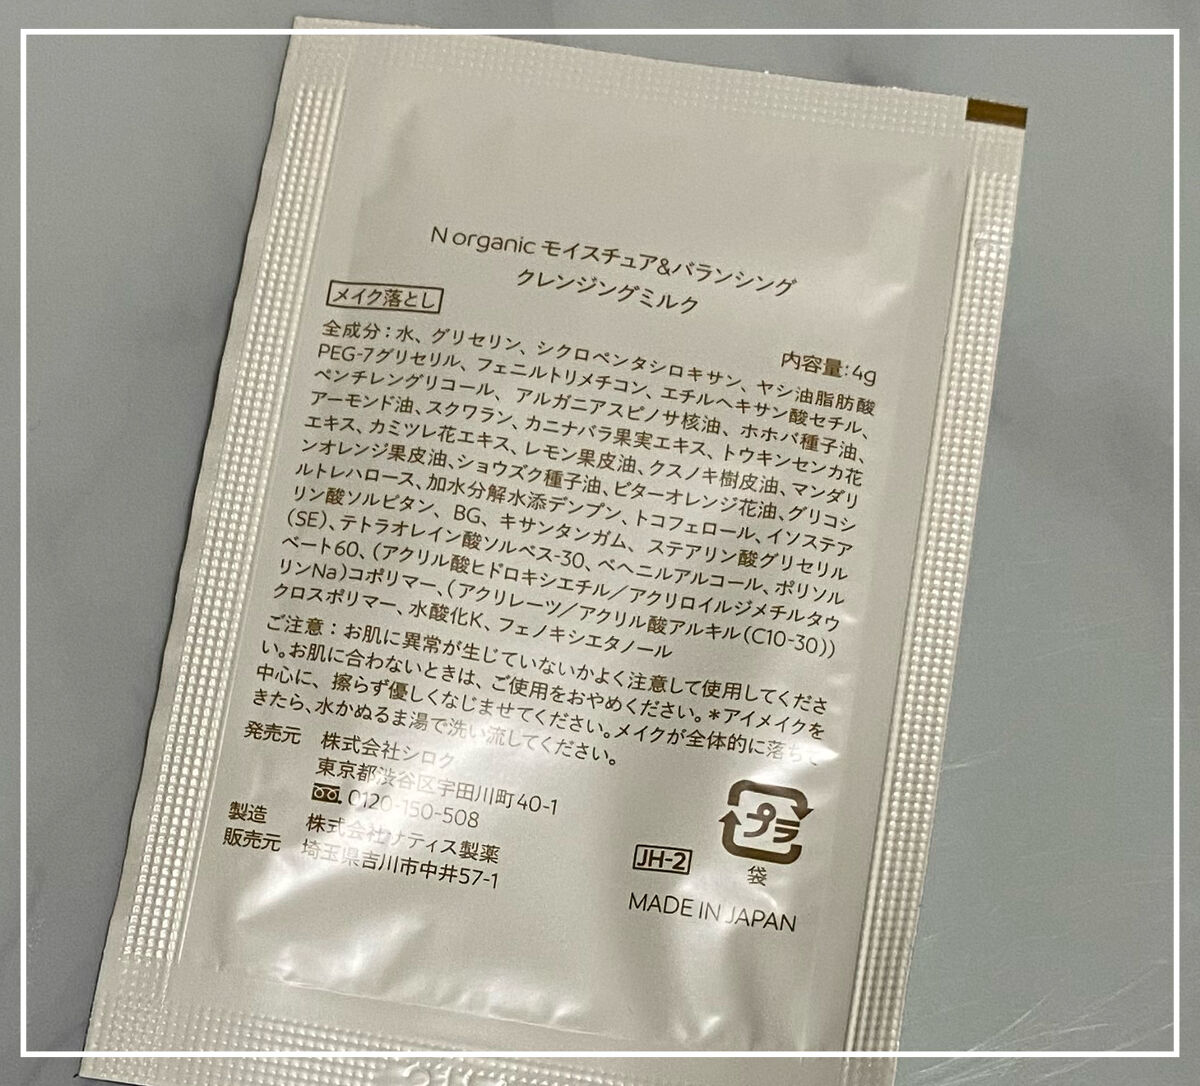 N organic モイスチュア&バランシング
クレンジングミルク
メイク落とし
内容量:4g
全成分:水、グリセリン、シクロペンタシロキサン、ヤシ油脂肪酸
PEG-7グリセリル、フェニルトリメチコン、エチルヘキサン酸セチル、
ペンチレングリコール、アルガニアスピノサ核油、ホホバ種子油、
アーモンド油、スクワラン、カニナバラ果実エキス、トウキンセンカ花
エキス、カミツレ花エキス、レモン果皮油、クスノキ樹皮油、マンダリ
ンオレンジ果皮油、ショウズク種子油、ビターオレンジ花油、グリコシ
ルトレハロース、加水分解水添デンプン、トコフェロール、イソステア
リン酸ソルビタン、BG、キサンタンガム、ステアリン酸グリセリル
(SE)、テトラオレイン酸ソルベス-30、ベヘニルアルコール、ポリソル
ベート60、(アクリル酸ヒドロキシエチル/アクリロイルジメチルタウ
リンNa)コポリマー、(アクリレーツ/アクリル酸アルキル(C10-30))
クロスポリマー、水酸化K、フェノキシエタノール
ご注意:お肌に異常が生じていないかよく注意して使用してくださ
い。お肌に合わないときは、ご使用をおやめください。*アイメイクを
中心に、擦らず優しくなじませてください。メイクが全体的に落ちて
きたら、水かぬるま湯で洗い流してください。
発売元 株式会社シロク
東京都渋谷区宇田川町40-1
0120-150-508
製造 株式会社サティス製薬
販売元 埼玉県吉川市中井57-1
プラ
袋
JH-2
MADE IN JAPAN